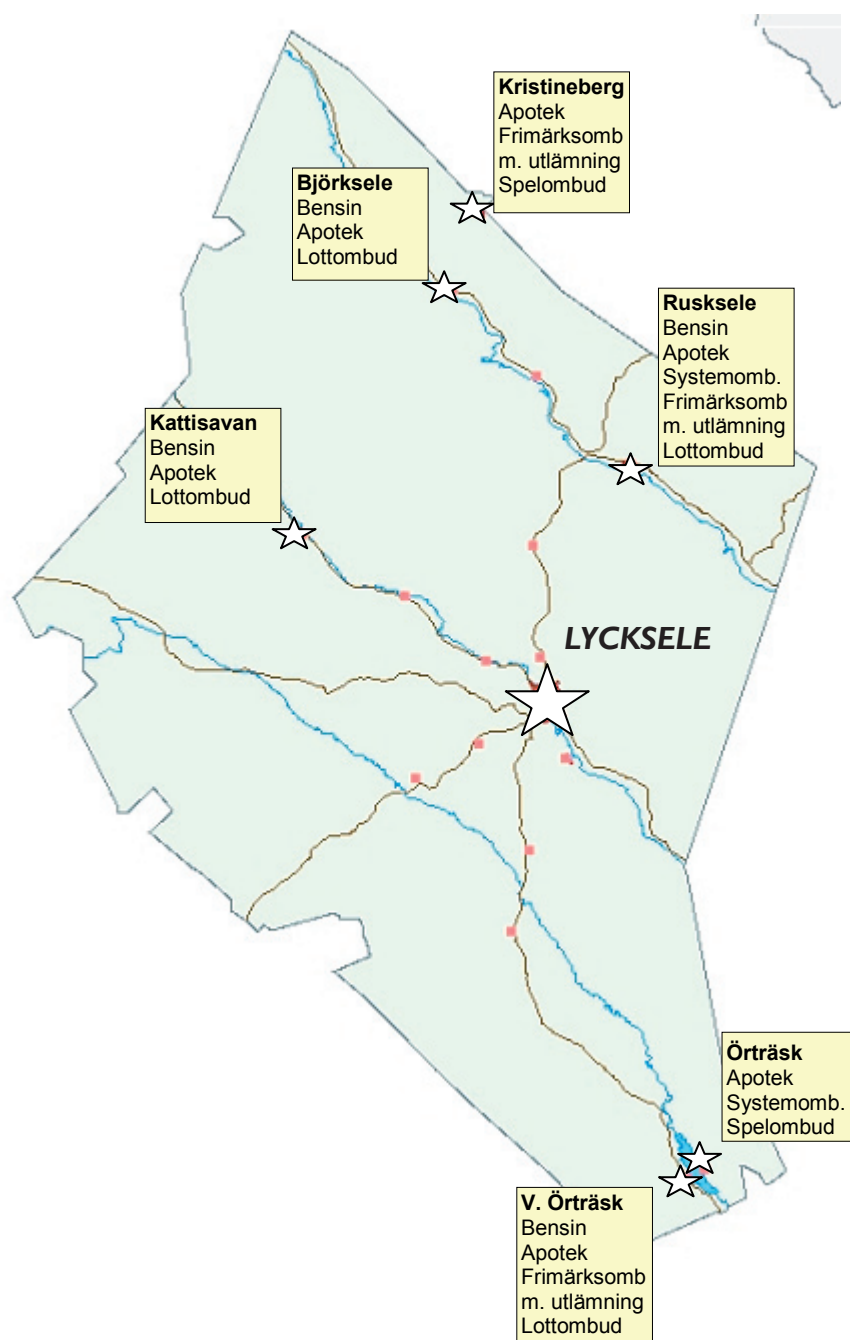 Kristineberg
Apotek
Frimärksomb
m. utlämning
Spelombud
Björksele
Bensin
Apotek
Lottombud
Rusksele
Bensin
Apotek
Systemomb.
Frimärksomb
m. utlämning
Lottombud
Kattisavan
Bensin
Apotek
Lottombud
LYCKSELE
Örträsk
Apotek
Systemomb.
Spelombud
V. Örträsk
Bensin
Apotek
Frimärksomb
m. utlämning
Lottombud